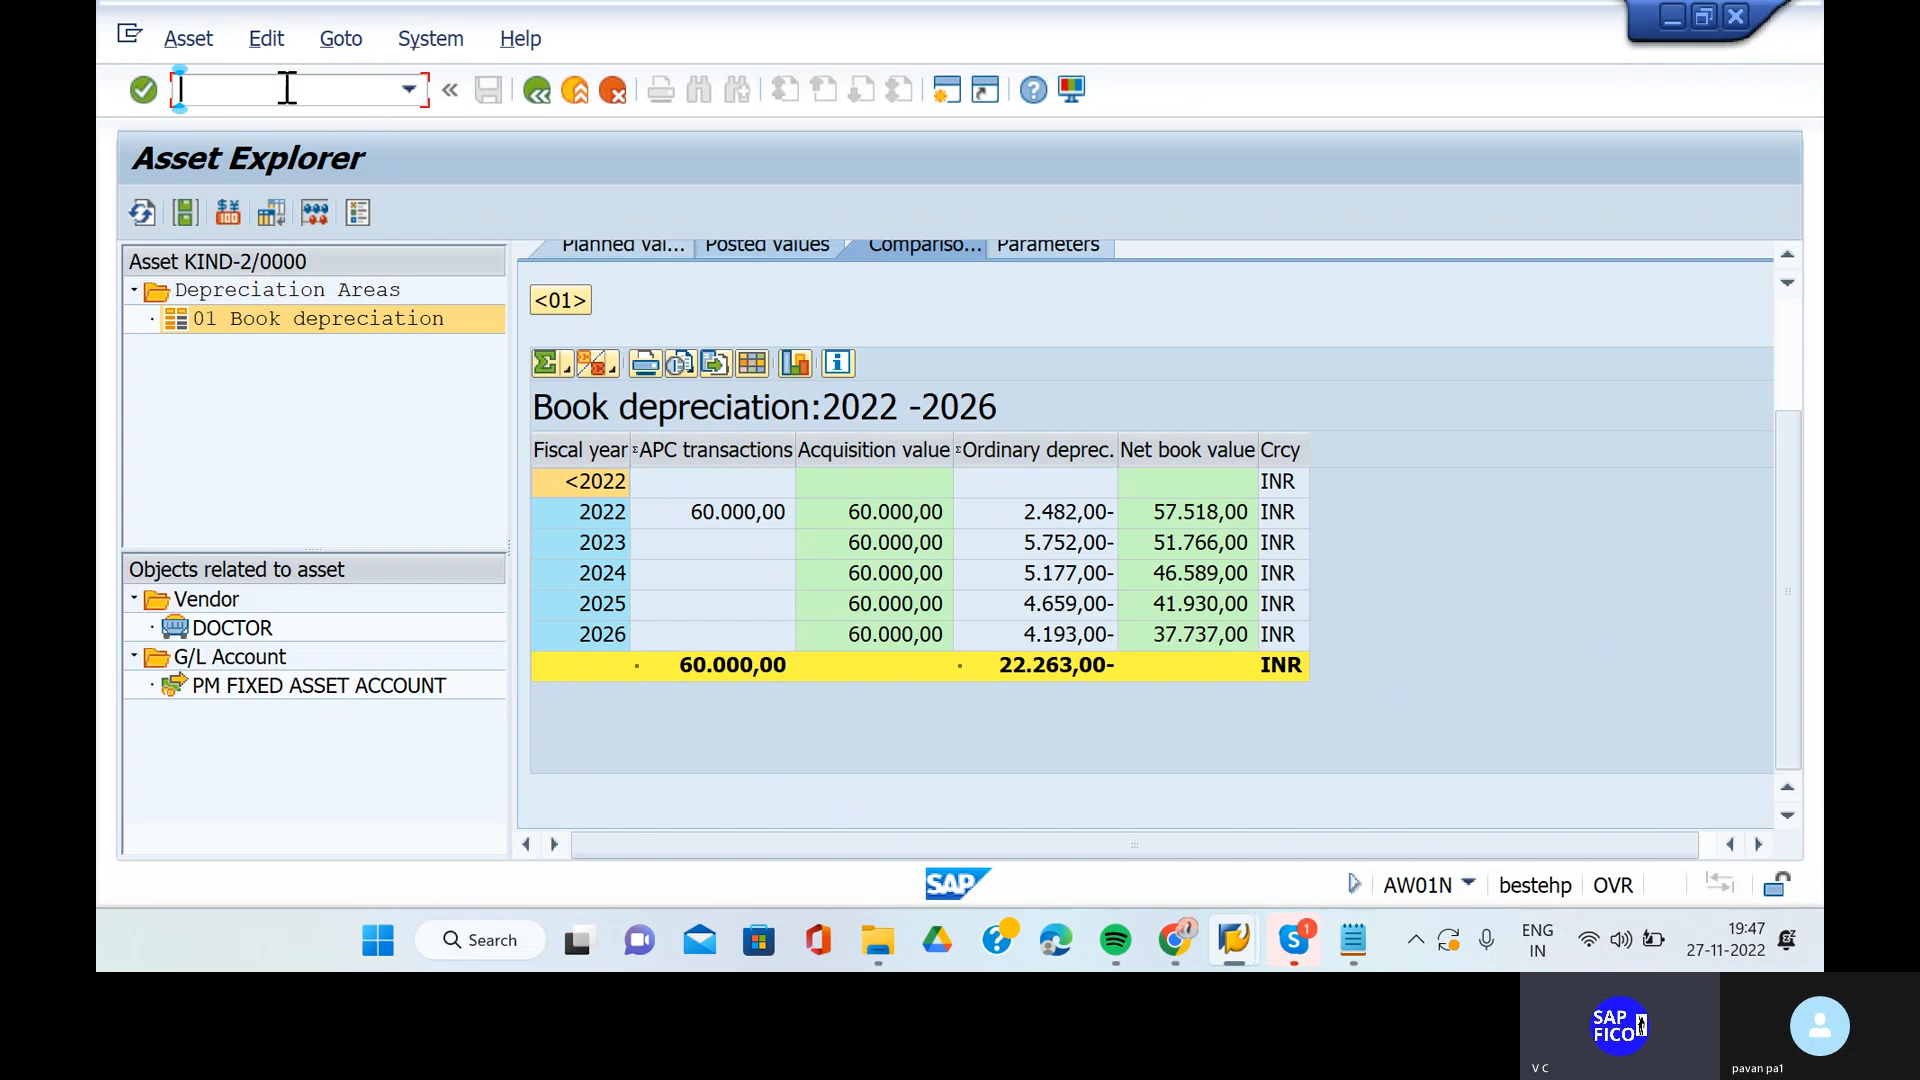 Asset Edit Goto System Help
Asset Explorer
Asset KIND-2/0000
Depreciation Areas
01 Book depreciation
Objects related to asset
Vendor
DOCTOR
G/L Account
PM FIXED ASSET ACCOUNT
Planned Val... Posted Values Compariso... Parameters
<01>
Book depreciation:2022 -2026
Fiscal year APC transactions Acquisition value Ordinary deprec. Net book value Crcy
<2022 INR
2022 60.000,00 60.000,00 2.482,00- 57.518,00 INR
2023 60.000,00 5.752,00- 51.766,00 INR
2024 60.000,00 5.177,00- 46.589,00 INR
2025 60.000,00 4.659,00- 41.930,00 INR
2026 60.000,00 4.193,00- 37.737,00 INR
60.000,00 22.263,00- INR
SAP AW01N bestehp OVR
Search 1 ENG IN 19:47 27-11-2022
SAP FICO
V C
pavan pa1